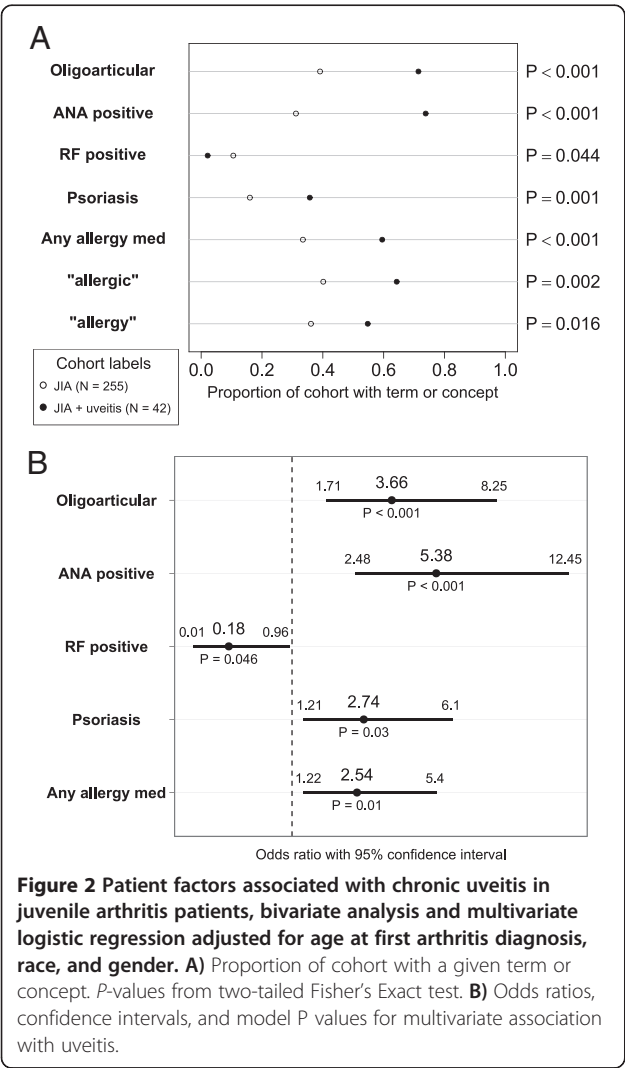 A
Oligoarticular P < 0.001
ANA positive P < 0.001
RF positive P = 0.044
Psoriasis P = 0.001
Any allergy med P < 0.001
"allergic" P = 0.002
"allergy" P = 0.016
0.0 0.2 0.4 0.6 0.8 1.0
Proportion of cohort with term or concept
Cohort labels
JIA (N = 255)
JIA + uveitis (N = 42)
B
Oligoarticular 1.71 3.66 8.25
P < 0.001
ANA positive 2.48 5.38 12.45
P < 0.001
RF positive 0.01 0.18 0.96
P = 0.046
Psoriasis 1.21 2.74 6.1
P = 0.03
Any allergy med 1.22 2.54 5.4
P = 0.01
Odds ratio with 95% confidence interval
Figure 2 Patient factors associated with chronic uveitis in
juvenile arthritis patients, bivariate analysis and multivariate
logistic regression adjusted for age at first arthritis diagnosis,
race, and gender. A) Proportion of cohort with a given term or
concept. P-values from two-tailed Fisher's Exact test. B) Odds ratios,
confidence intervals, and model P values for multivariate association
with uveitis.